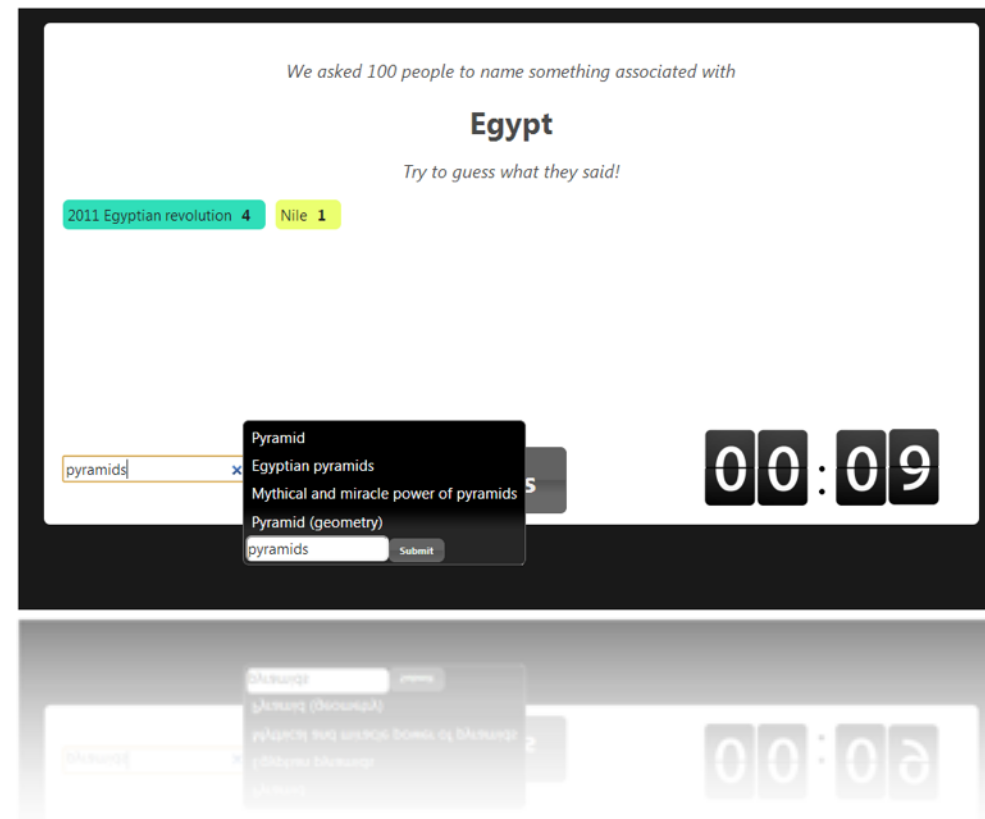 We asked 100 people to name something associated with
Egypt
Try to guess what they said!
2011 Egyptian revolution 4 Nile 1
Pyramid
pyramids × Egyptian pyramids
Mythical and miracle power of pyramids s
Pyramid (geometry)
pyramids Submit
00:09